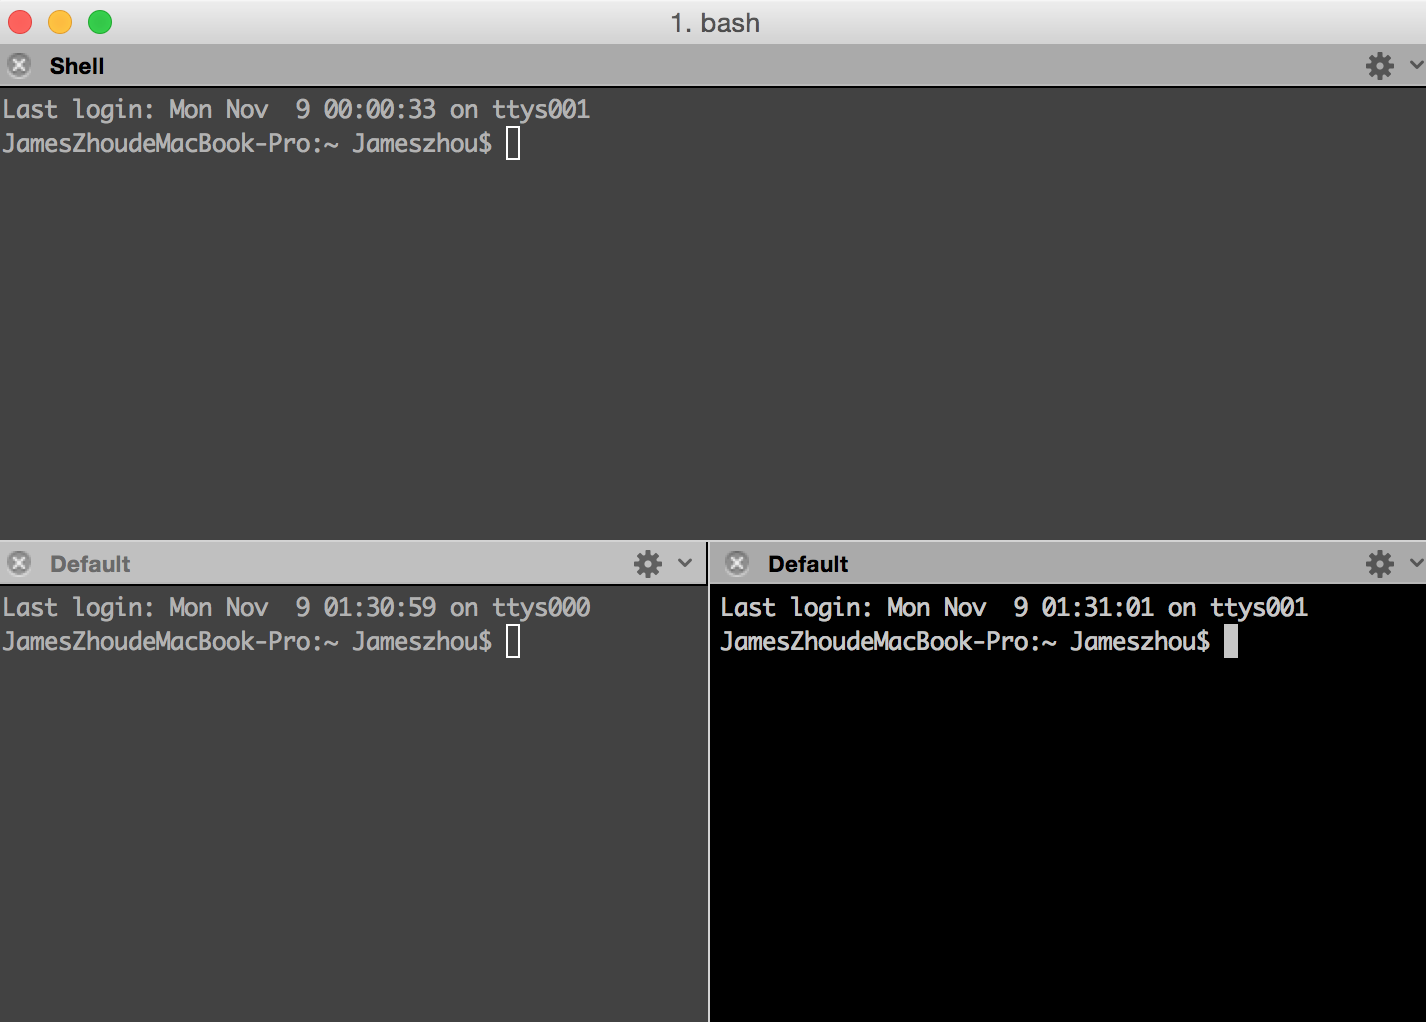 1. bash
Shell
Last login: Mon Nov  9 00:00:33 on ttys001
JamesZhoudeMacBook-Pro:~ Jameszhou$
Default
Last login: Mon Nov  9 01:30:59 on ttys000
JamesZhoudeMacBook-Pro:~ Jameszhou$
Default
Last login: Mon Nov  9 01:31:01 on ttys001
JamesZhoudeMacBook-Pro:~ Jameszhou$